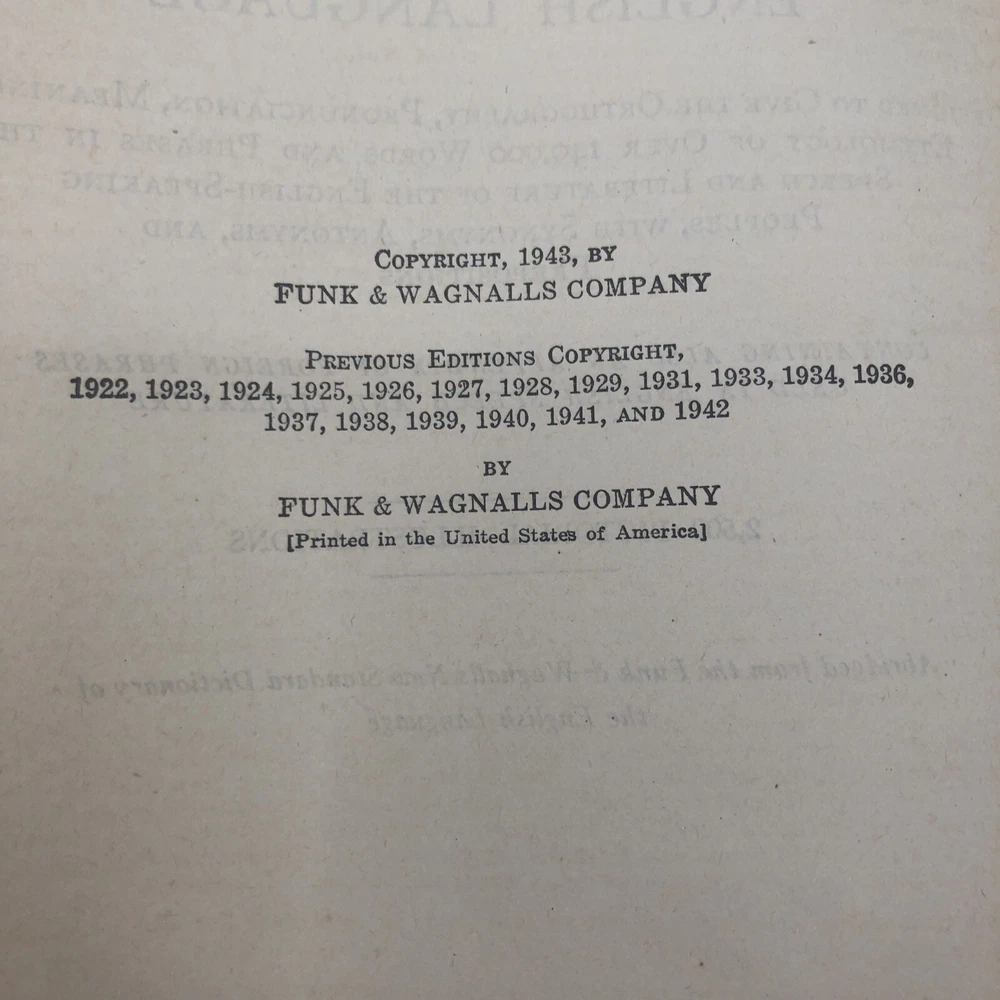 COPYRIGHT, 1943, BY
FUNK & WAGNALLS COMPANY
PREVIOUS EDITIONS COPYRIGHT,
1922, 1923, 1924, 1925, 1926, 1927, 1928, 1929, 1931, 1933, 1934, 1936,
1937, 1938, 1939, 1940, 1941, AND 1942
BY
FUNK & WAGNALLS COMPANY
[Printed in the United States of America]